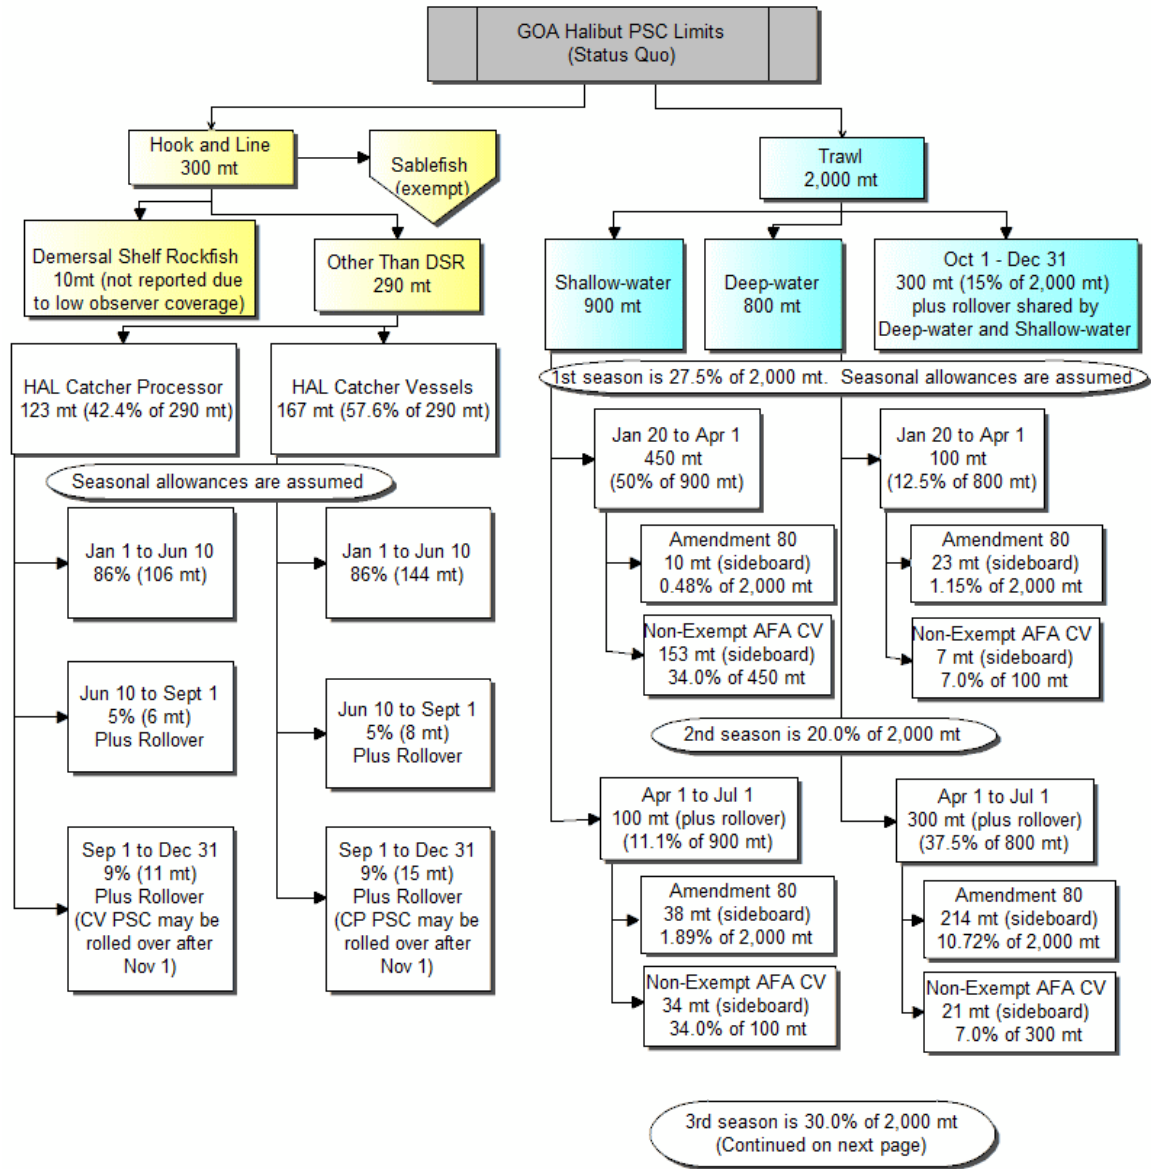 GOA Halibut PSC Limits
(Status Quo)
Hook and Line
300 mt
Sablefish
(exempt)
Trawl
2,000 mt
Demersal Shelf Rockfish
10mt (not reported due
to low observer coverage)
Other Than DSR
290 mt
Shallow-water
900 mt
Deep-water
800 mt
Oct 1 - Dec 31
300 mt (15% of 2,000 mt)
plus rollover shared by
Deep-water and Shallow-water
HAL Catcher Processor
123 mt (42.4% of 290 mt)
HAL Catcher Vessels
167 mt (57.6% of 290 mt)
1st season is 27.5% of 2,000 mt. Seasonal allowances are assumed
Seasonal allowances are assumed
Jan 1 to Jun 10
86% (106 mt)
Jan 1 to Jun 10
86% (144 mt)
Jan 20 to Apr 1
450 mt
(50% of 900 mt)
Jan 20 to Apr 1
100 mt
(12.5% of 800 mt)
Amendment 80
10 mt (sideboard)
0.48% of 2,000 mt
Amendment 80
23 mt (sideboard)
1.15% of 2,000 mt
Non-Exempt AFA CV
153 mt (sideboard)
34.0% of 450 mt
Non-Exempt AFA CV
7 mt (sideboard)
7.0% of 100 mt
Jun 10 to Sept 1
5% (6 mt)
Plus Rollover
Jun 10 to Sept 1
5% (8 mt)
Plus Rollover
2nd season is 20.0% of 2,000 mt
Apr 1 to Jul 1
100 mt (plus rollover)
(11.1% of 900 mt)
Apr 1 to Jul 1
300 mt (plus rollover)
(37.5% of 800 mt)
Sep 1 to Dec 31
9% (11 mt)
Plus Rollover
(CV PSC may be
rolled over after
Nov 1)
Sep 1 to Dec 31
9% (15 mt)
Plus Rollover
(CP PSC may be
rolled over after
Nov 1)
Amendment 80
38 mt (sideboard)
1.89% of 2,000 mt
Amendment 80
214 mt (sideboard)
10.72% of 2,000 mt
Non-Exempt AFA CV
34 mt (sideboard)
34.0% of 100 mt
Non-Exempt AFA CV
21 mt (sideboard)
7.0% of 300 mt
3rd season is 30.0% of 2,000 mt
(Continued on next page)